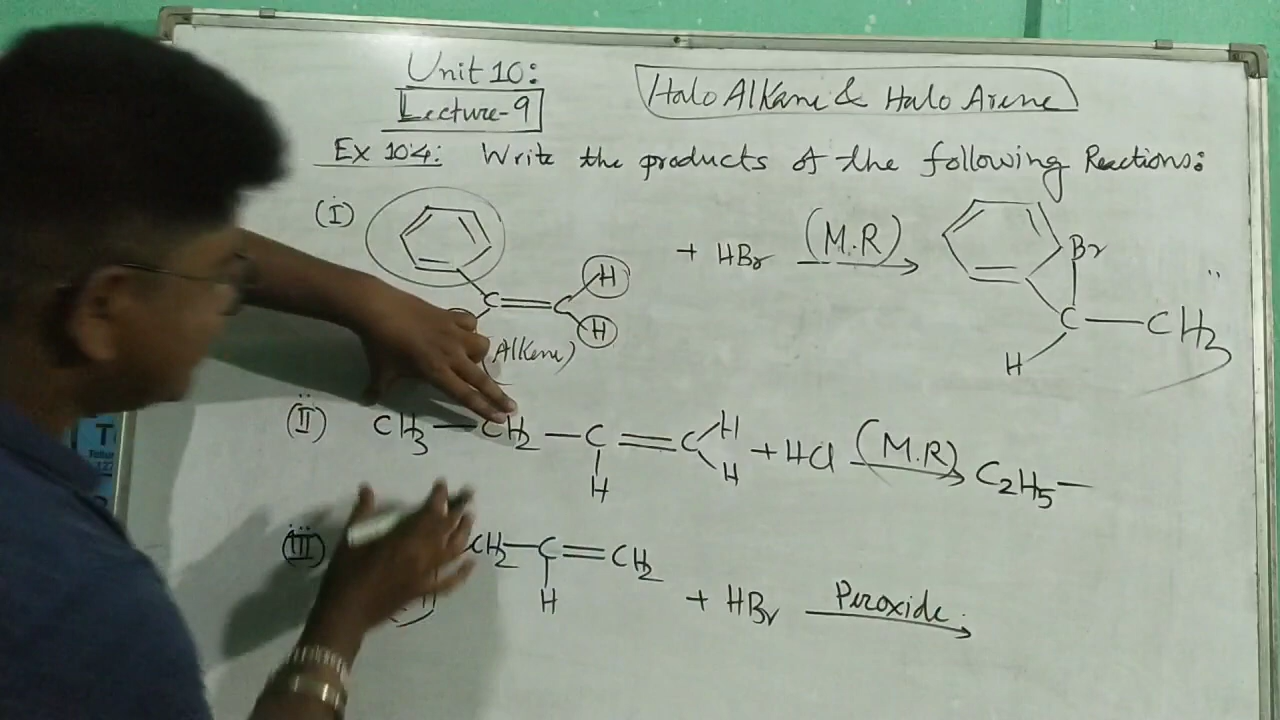 Unit 10:
Lecture-9
Halo Alkane & Halo Arene
Ex 10.4: Write the products of the following Reactions:
(I)
C=C
H
H
(Alkene)
+ HBr (M.R)
Br
C—CH3
H
(II) CH3—CH2—C=C
H
H
H
+HCl (M.R) C2H5—
(III) CH2—C=CH2
H
+ HBr Peroxide